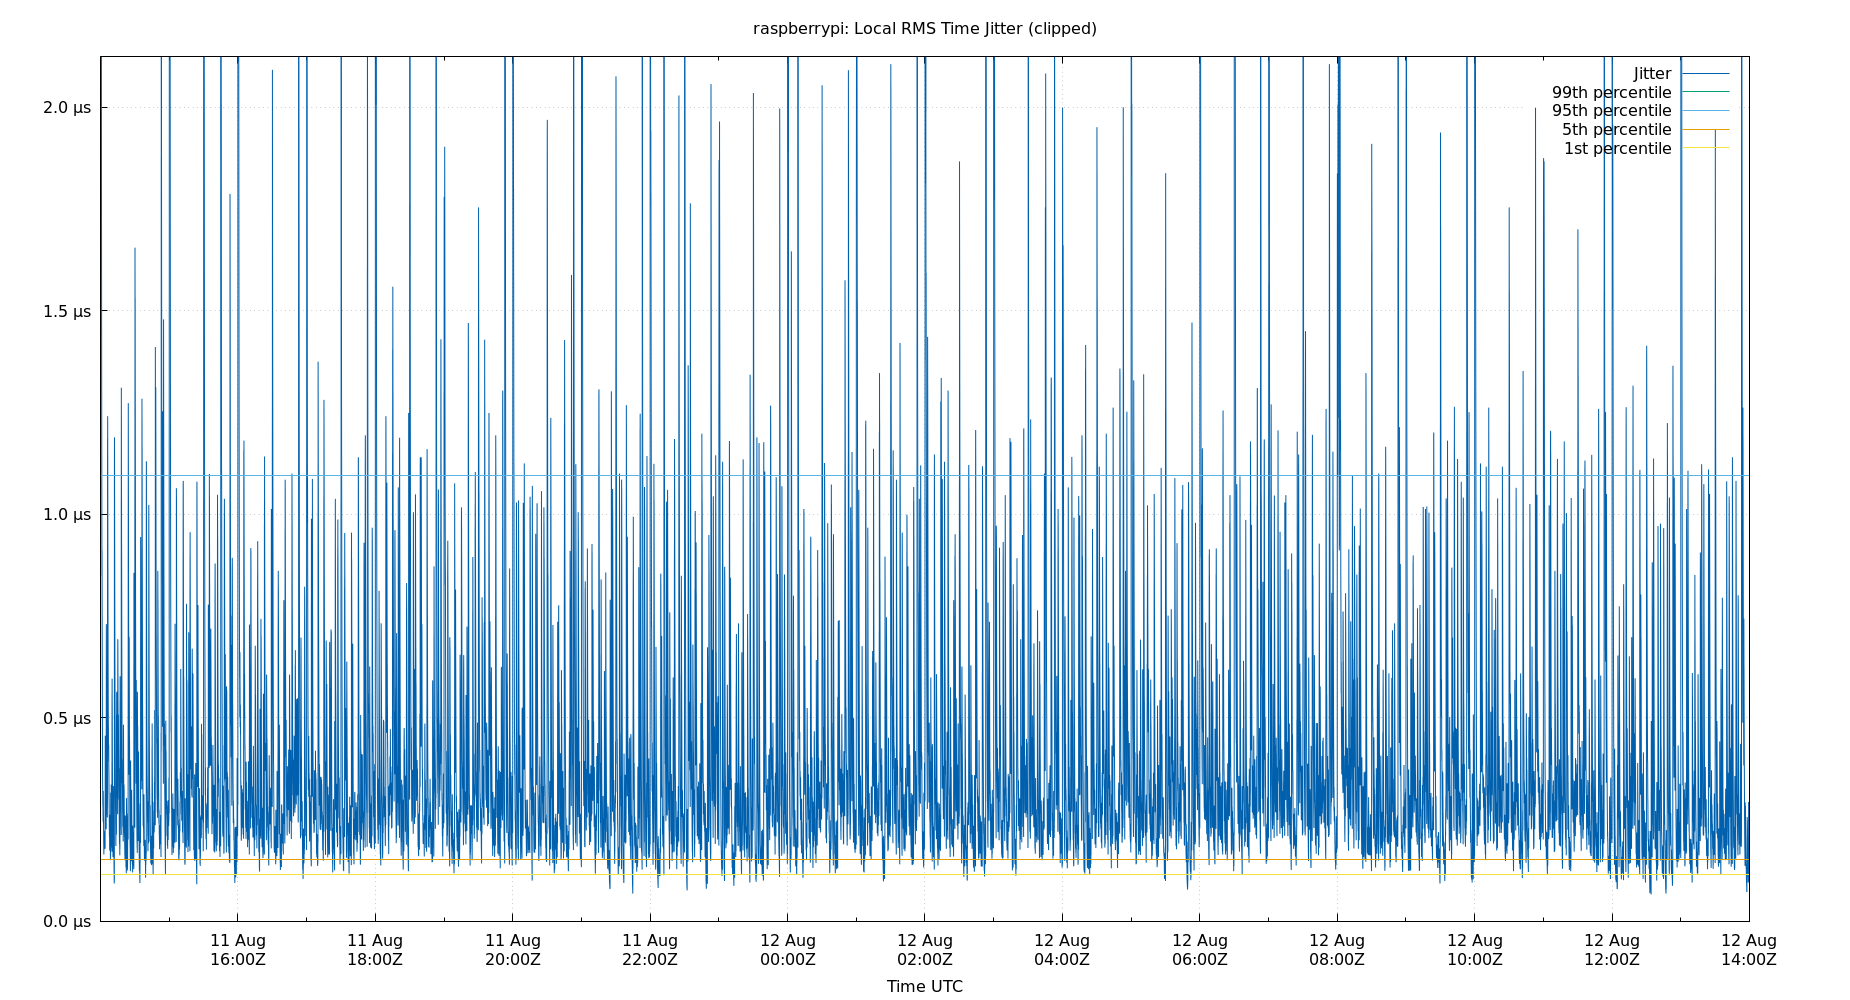 raspberrypi: Local RMS Time Jitter (clipped)
Jitter
99th percentile
95th percentile
5th percentile
1st percentile
2.0 µs
1.5 µs
1.0 µs
0.5 µs
0.0 µs
11 Aug 11 Aug 11 Aug 11 Aug 12 Aug 12 Aug 12 Aug 12 Aug 12 Aug 12 Aug 12 Aug 12 Aug
16:00Z 18:00Z 20:00Z 22:00Z 00:00Z 02:00Z 04:00Z 06:00Z 08:00Z 10:00Z 12:00Z 14:00Z
Time UTC